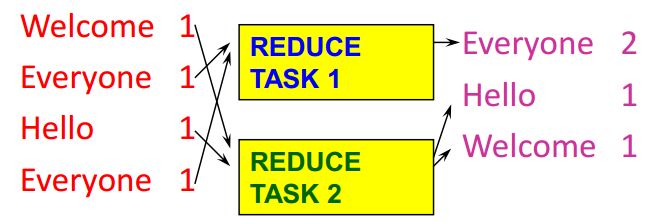 Welcome 1
Everyone 1
Hello 1
Everyone 1
REDUCE
TASK 1
REDUCE
TASK 2
Everyone 2
Hello 1
Welcome 1